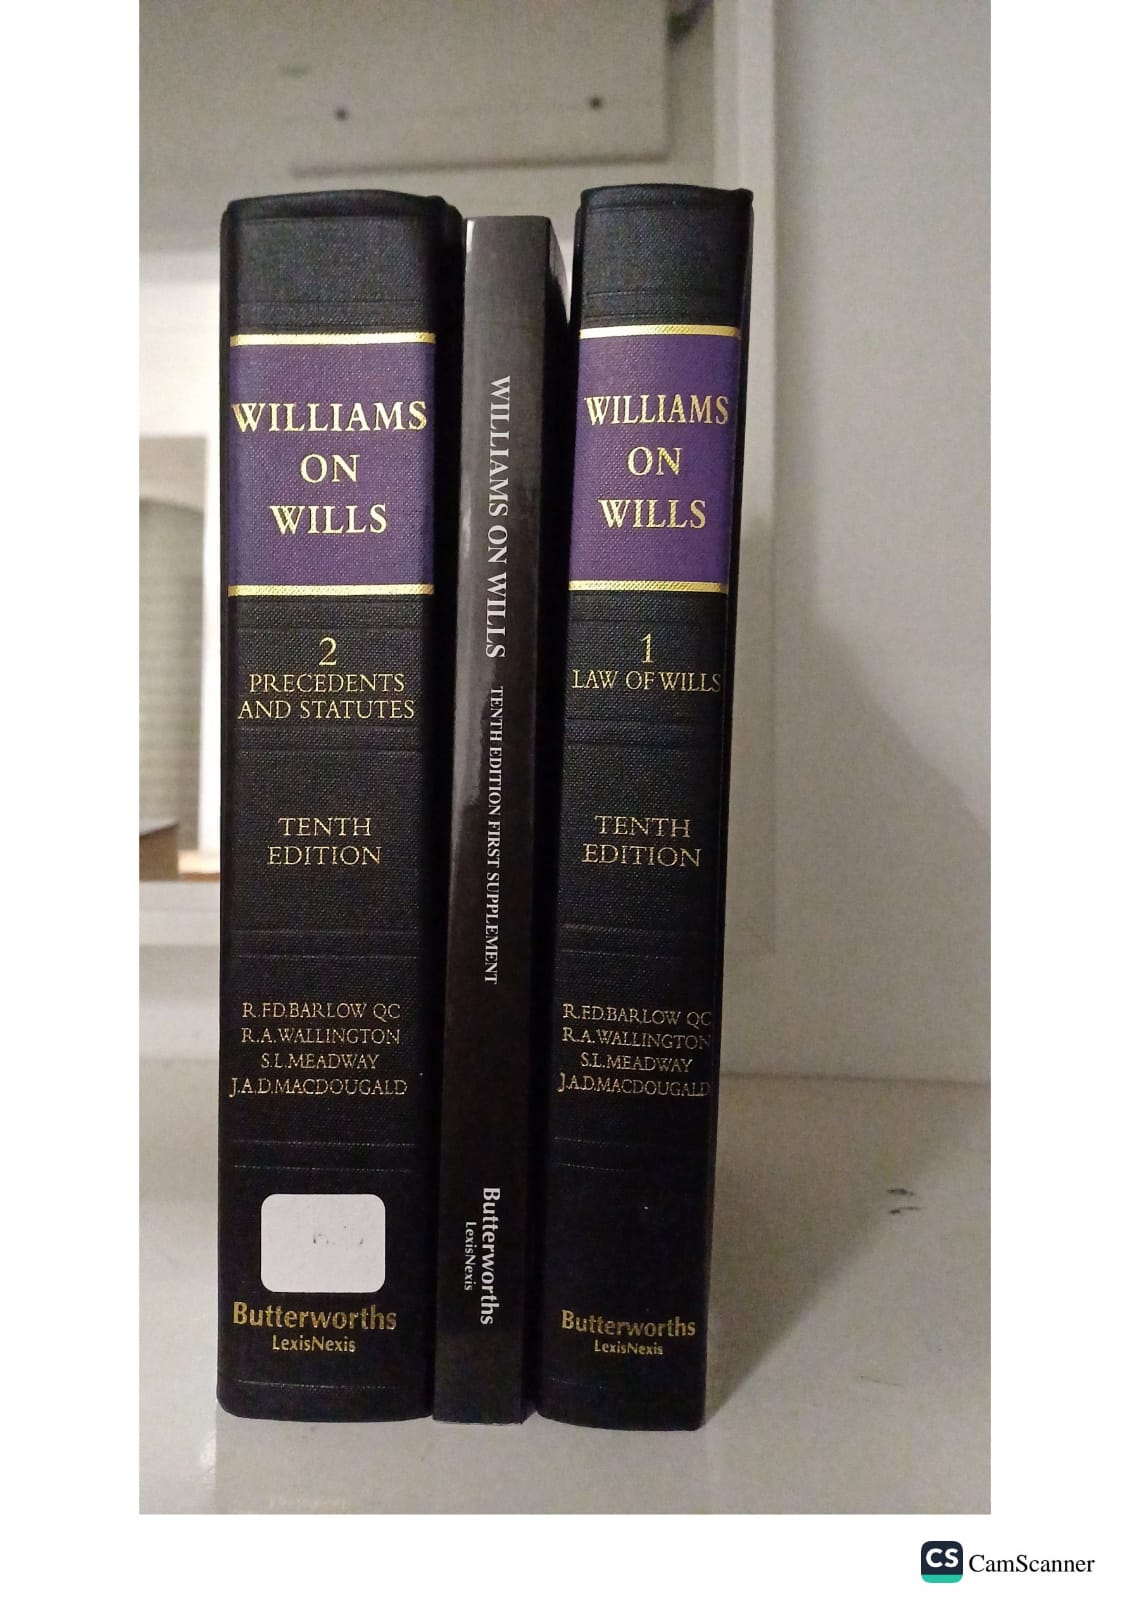 WILLIAMS
ON
WILLS
2
PRECEDENTS
AND STATUTES
TENTH
EDITION
R.F.D.BARLOW QC
R.A.WALLINGTON
S.L.MEADWAY
J.A.D.MACDOUGALD
Butterworths
LexisNexis
WILLIAMS ON WILLS TENTH EDITION FIRST SUPPLEMENT
Butterworths
LexisNexis
WILLIAMS
ON
WILLS
1
LAW OF WILLS
TENTH
EDITION
R.F.D.BARLOW QC
R.A.WALLINGTON
S.L.MEADWAY
J.A.D.MACDOUGALD
Butterworths
LexisNexis
CS CamScanner